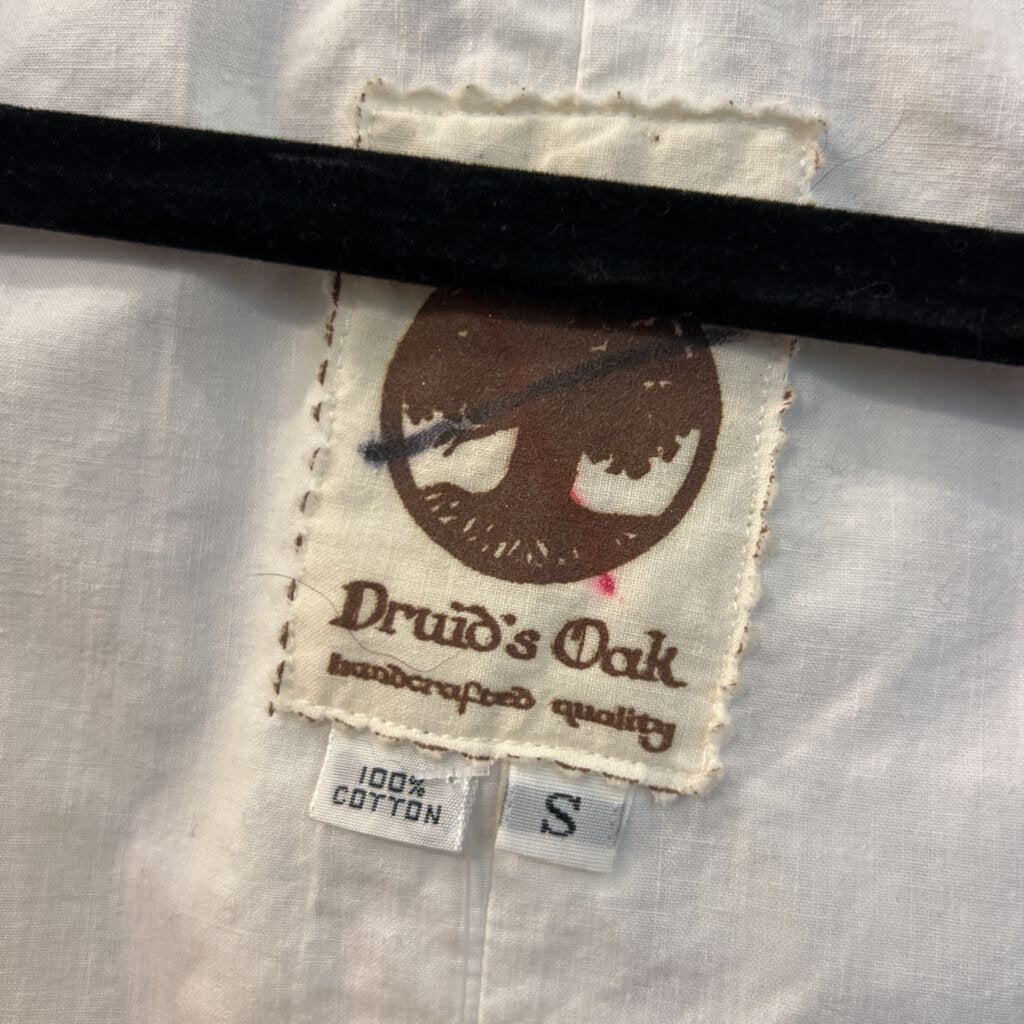 Druid's Oak
handcrafted quality
100%
COTTON
S